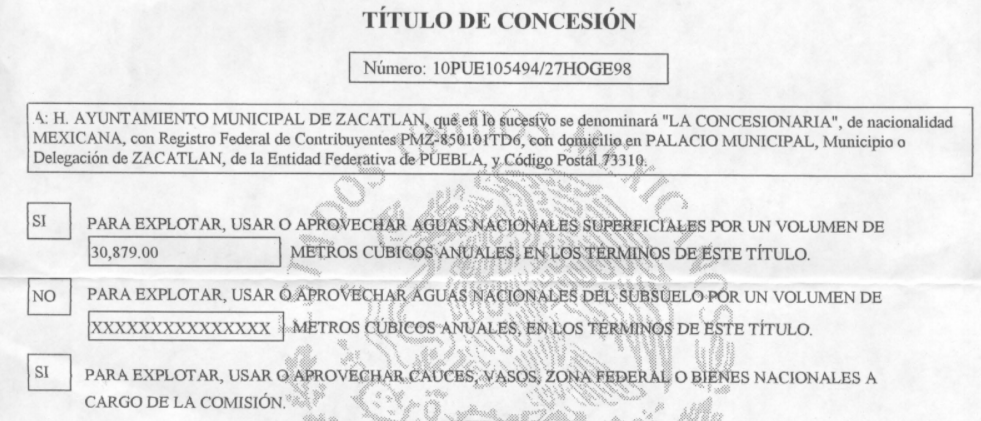 TÍTULO DE CONCESIÓN
Número: 10PUE105494/27HOGE98
A: H. AYUNTAMIENTO MUNICIPAL DE ZACATLAN, que en lo sucesivo se denominará "LA CONCESIONARIA", de nacionalidad
MEXICANA, con Registro Federal de Contribuyentes PMZ-850101TD6, con domicilio en PALACIO MUNICIPAL, Municipio o
Delegación de ZACATLAN, de la Entidad Federativa de PUEBLA, y Código Postal 73310.
SI PARA EXPLOTAR, USAR O APROVECHAR AGUAS NACIONALES SUPERFICIALES POR UN VOLUMEN DE
30,879.00 METROS CÚBICOS ANUALES, EN LOS TÉRMINOS DE ESTE TÍTULO.
NO PARA EXPLOTAR, USAR O APROVECHAR AGUAS NACIONALES DEL SUBSUELO POR UN VOLUMEN DE
XXXXXXXXXXXXXXX METROS CÚBICOS ANUALES, EN LOS TÉRMINOS DE ESTE TÍTULO.
SI PARA EXPLOTAR, USAR O APROVECHAR CAUCES, VASOS, ZONA FEDERAL O BIENES NACIONALES A
CARGO DE LA COMISIÓN.